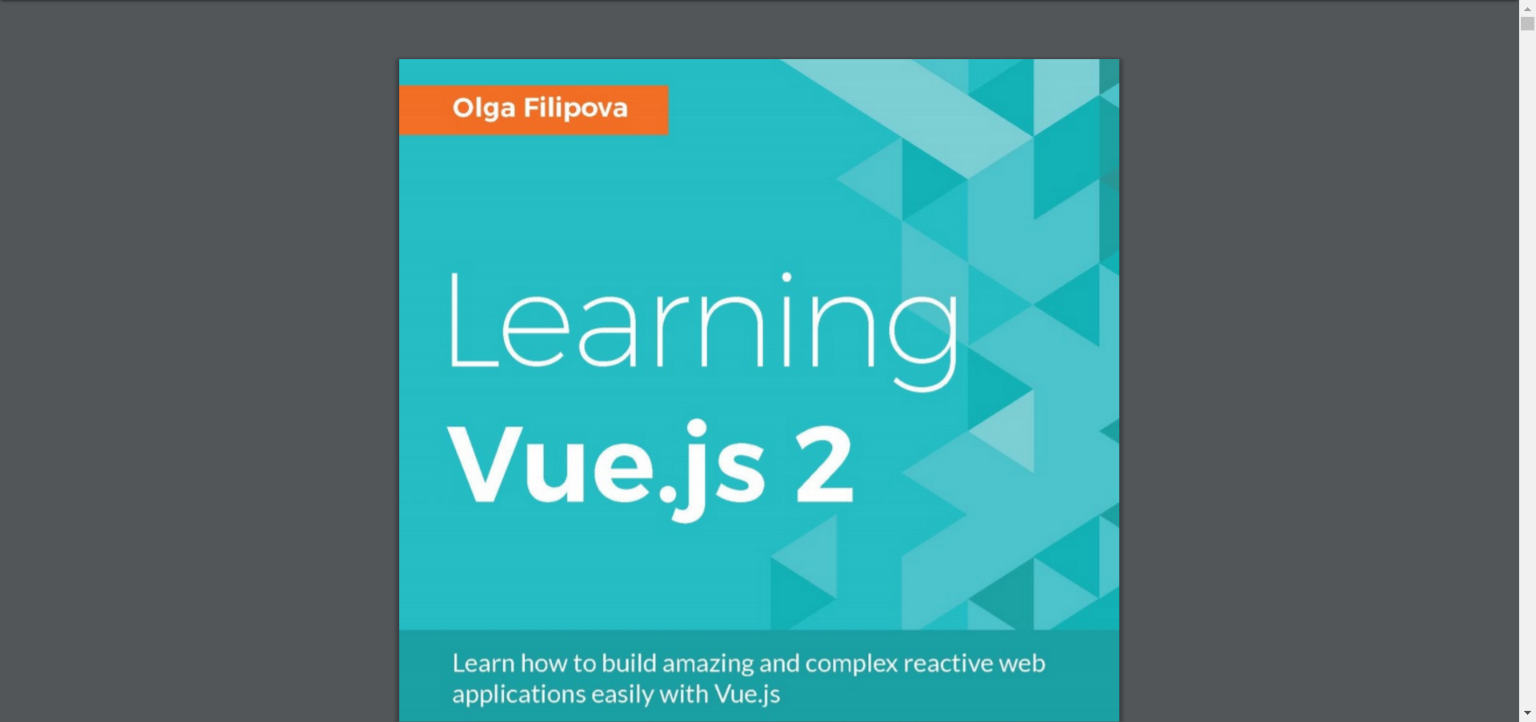 Olga Filipova
Learning
Vue.js 2
Learn how to build amazing and complex reactive web
applications easily with Vue.js